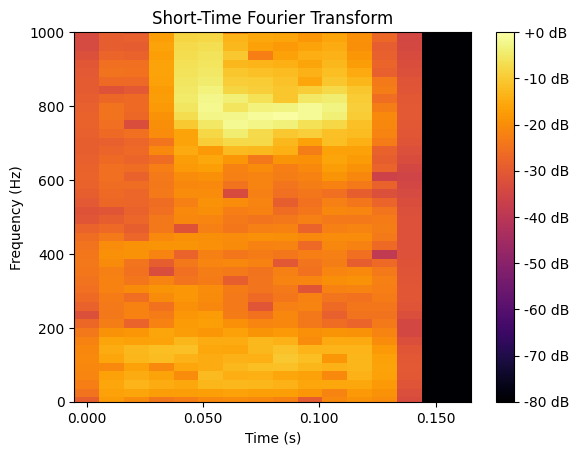 Short-Time Fourier Transform
1000
800
600
400
200
0
Frequency (Hz)
0.000
0.050
0.100
0.150
Time (s)
+0 dB
-10 dB
-20 dB
-30 dB
-40 dB
-50 dB
-60 dB
-70 dB
-80 dB